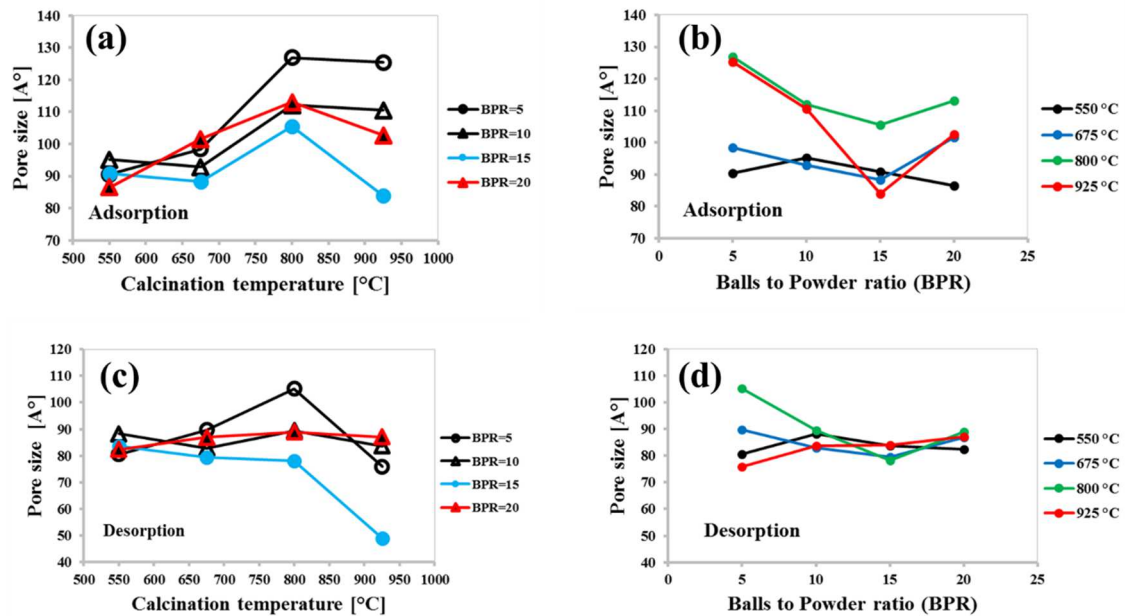 (a)
Pore size [A°]
140
130
120
110
100
90
80
70
Adsorption
500 550 600 650 700 750 800 850 900 950 1000
Calcination temperature [°C]
BPR=5
BPR=10
BPR=15
BPR=20
(b)
Pore size [A°]
140
130
120
110
100
90
80
70
Adsorption
0 5 10 15 20 25
Balls to Powder ratio (BPR)
550 °C
675 °C
800 °C
925 °C
(c)
Pore size [A°]
120
110
100
90
80
70
60
50
40
Desorption
500 550 600 650 700 750 800 850 900 950 1000
Calcination temperature [°C]
BPR=5
BPR=10
BPR=15
BPR=20
(d)
Pore size [A°]
120
110
100
90
80
70
60
50
40
Desorption
0 5 10 15 20 25
Balls to Powder ratio (BPR)
550 °C
675 °C
800 °C
925 °C